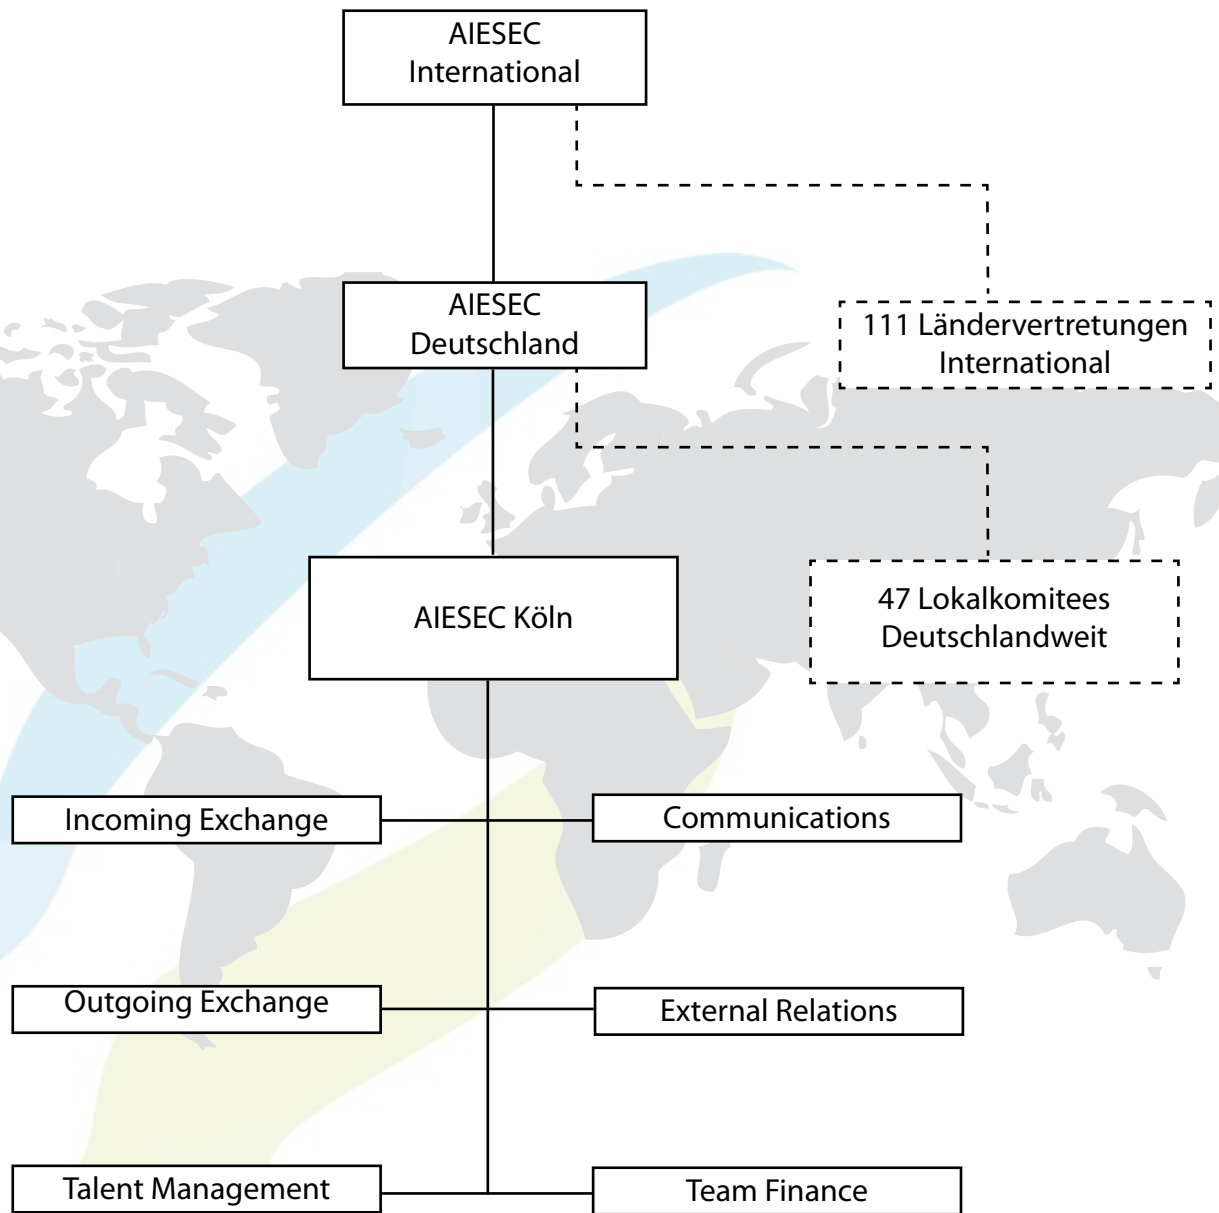 AIESEC
International
AIESEC
Deutschland
111 Ländervertretungen
International
AIESEC Köln
47 Lokalkomitees
Deutschlandweit
Incoming Exchange
Communications
Outgoing Exchange
External Relations
Talent Management
Team Finance